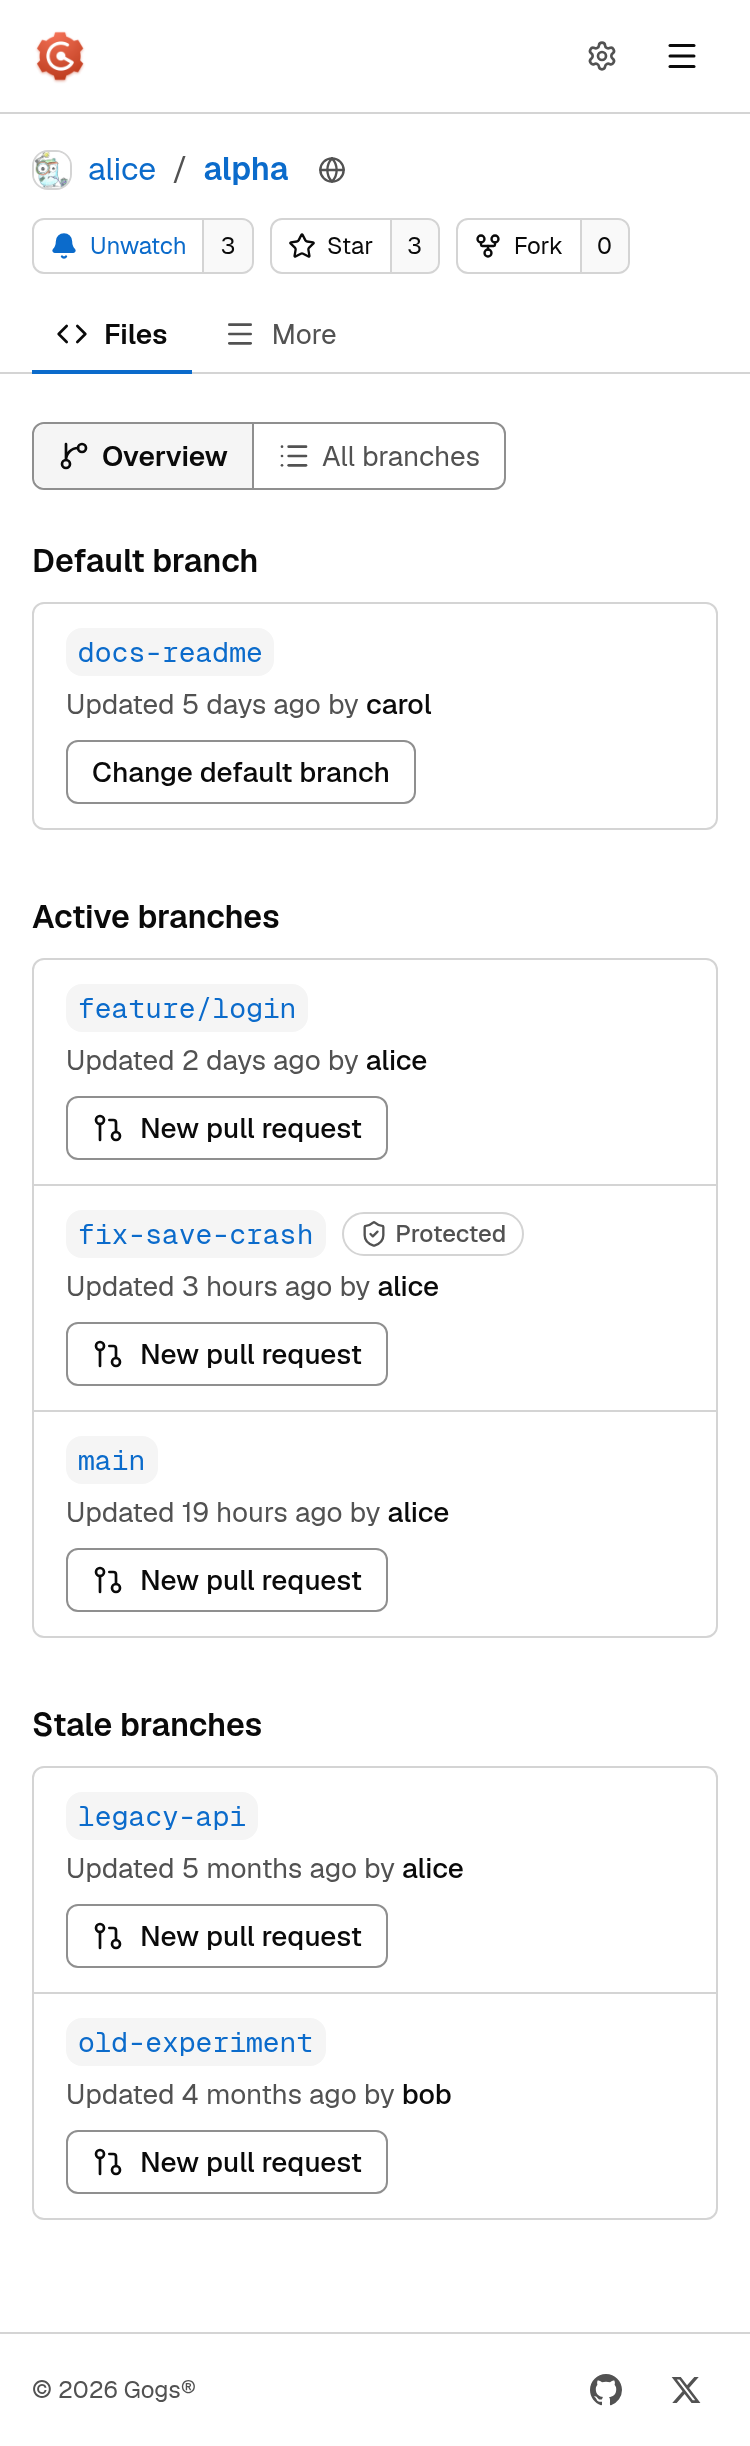 alice / alpha
Unwatch 3 Star 3 Fork 0
Files More
Overview All branches
Default branch
docs-readme
Updated 5 days ago by carol
Change default branch
Active branches
feature/login
Updated 2 days ago by alice
New pull request
fix-save-crash Protected
Updated 3 hours ago by alice
New pull request
main
Updated 19 hours ago by alice
New pull request
Stale branches
legacy-api
Updated 5 months ago by alice
New pull request
old-experiment
Updated 4 months ago by bob
New pull request
© 2026 Gogs®